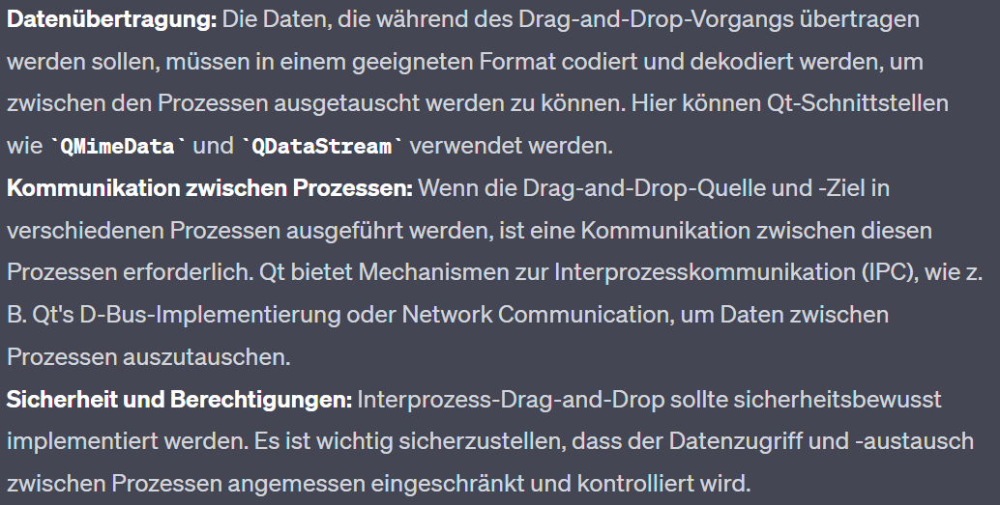 Datenübertragung: Die Daten, die während des Drag-and-Drop-Vorgangs übertragen
werden sollen, müssen in einem geeigneten Format codiert und dekodiert werden, um
zwischen den Prozessen ausgetauscht werden zu können. Hier können Qt-Schnittstellen
wie `QMimeData` und `QDataStream` verwendet werden.
Kommunikation zwischen Prozessen: Wenn die Drag-and-Drop-Quelle und -Ziel in
verschiedenen Prozessen ausgeführt werden, ist eine Kommunikation zwischen diesen
Prozessen erforderlich. Qt bietet Mechanismen zur Interprozesskommunikation (IPC), wie z.
B. Qt's D-Bus-Implementierung oder Network Communication, um Daten zwischen
Prozessen auszutauschen.
Sicherheit und Berechtigungen: Interprozess-Drag-and-Drop sollte sicherheitsbewusst
implementiert werden. Es ist wichtig sicherzustellen, dass der Datenzugriff und -austausch
zwischen Prozessen angemessen eingeschränkt und kontrolliert wird.